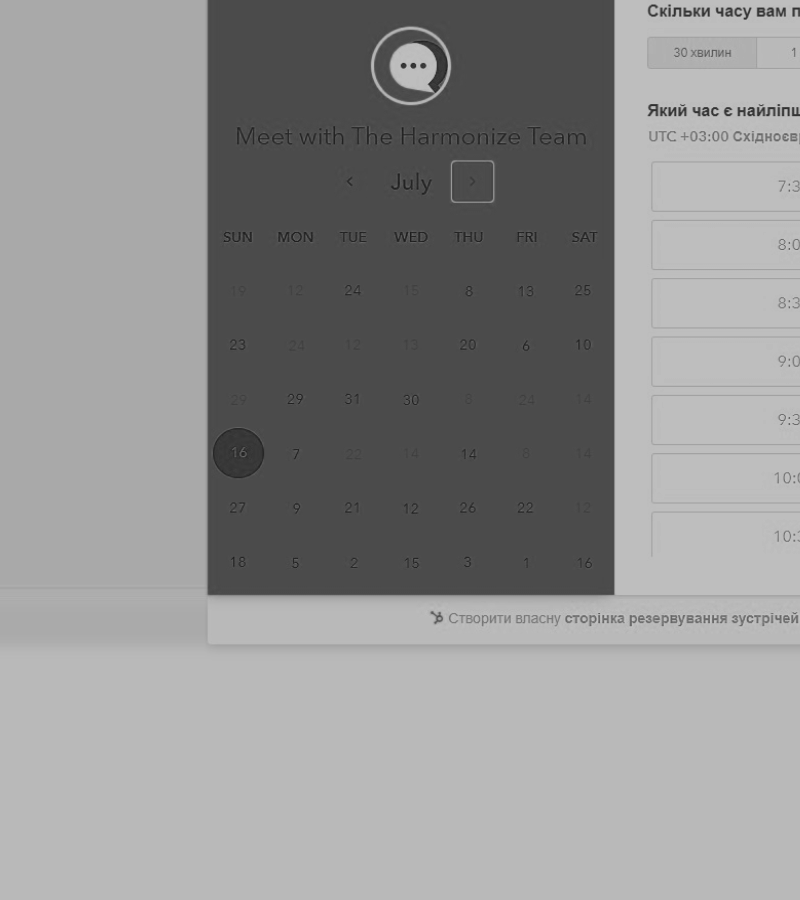 Meet with The Harmonize Team
July
SUN MON TUE WED THU FRI SAT
19 12 24 15 8 13 25
23 24 12 13 20 6 10
29 29 31 30 8 24 14
16 7 22 14 14 8 14
27 9 21 12 26 22 12
18 5 2 15 3 1 16
Скільки часу вам п
30 хвилин 1
Який час є найліпш
UTC +03:00 Східноєв
7:3
8:0
8:3
9:0
9:3
10:0
10:3
Створити власну сторінка резервування зустрічей